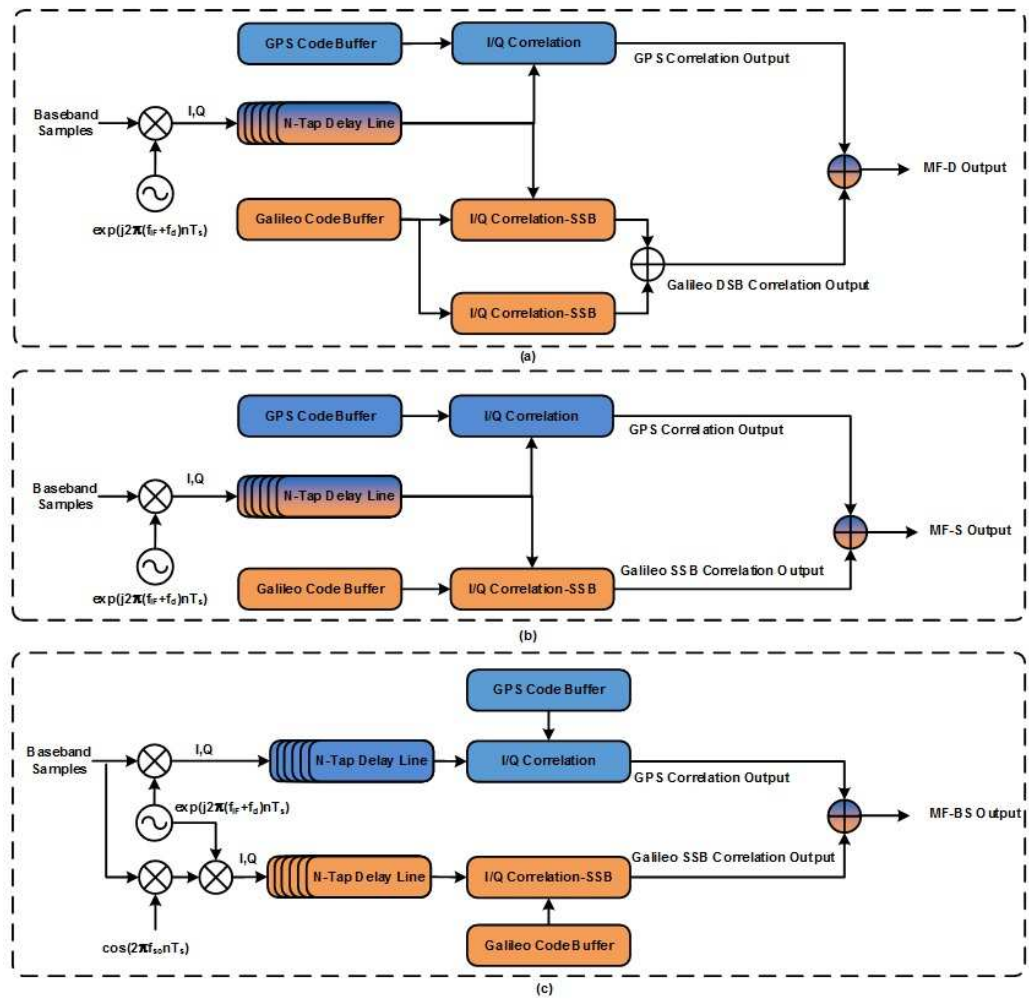 GPS Code Buffer
I/Q Correlation
GPS Correlation Output
Baseband
Samples
I,Q
N-Tap Delay Line
MF-D Output
exp(j2π(fIF+fd)nTs)
Galileo Code Buffer
I/Q Correlation-SSB
Galileo DSB Correlation Output
I/Q Correlation-SSB
(a)
GPS Code Buffer
I/Q Correlation
GPS Correlation Output
Baseband
Samples
I,Q
N-Tap Delay Line
MF-S Output
exp(j2π(fIF+fd)nTs)
Galileo Code Buffer
I/Q Correlation-SSB
Galileo SSB Correlation Output
(b)
GPS Code Buffer
Baseband
Samples
I,Q
N-Tap Delay Line
I/Q Correlation
GPS Correlation Output
exp(j2π(fIF+fd)nTs)
MF-BS Output
I,Q
N-Tap Delay Line
I/Q Correlation-SSB
Galileo SSB Correlation Output
cos(2πfsonTs)
Galileo Code Buffer
(c)